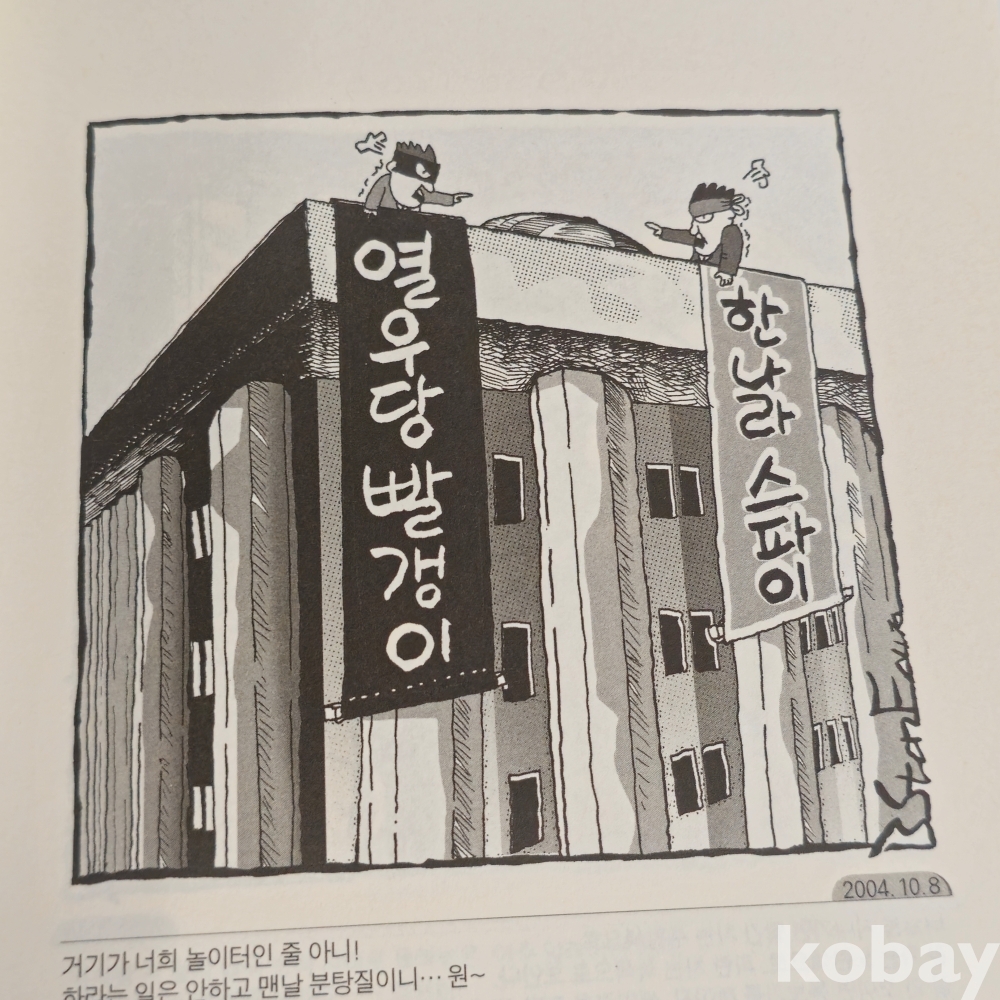 열우당 빨갱이
한나라 스파이
2004.10.8
거기가 너희 놀이터인 줄 아니!
하라는 일은 안하고 맨날 분탕질이니… 원~
kobay